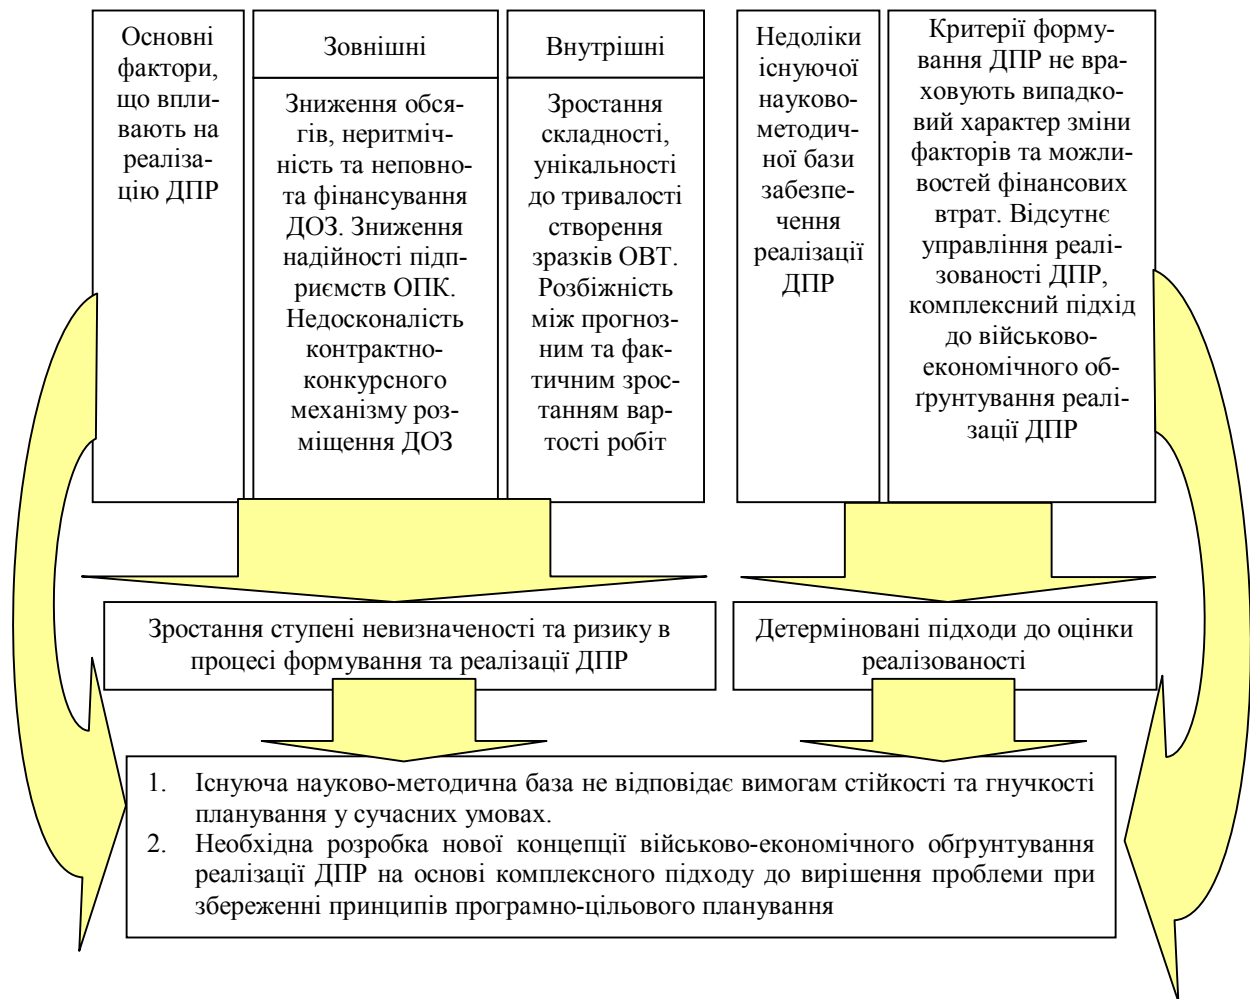 Основні
фактори,
що впли-
вають на
реаліза-
цію ДПР
Зовнішні
Зниження обся-
гів, неритміч-
ність та неповно-
та фінансування
ДОЗ. Зниження
надійності підп-
риємств ОПК.
Недосконалість
контрактно-
конкурсного
механізму роз-
міщення ДОЗ
Внутрішні
Зростання
складності,
унікальності
до тривалості
створення
зразків ОВТ.
Розбіжність
між прогноз-
ним та фак-
тичним зрос-
танням вар-
тості робіт
Недоліки
існуючої
науково-
методич-
ної бази
забезпе-
чення
реалізації
ДПР
Критерії форму-
вання ДПР не вра-
ховують випадко-
вий характер зміни
факторів та можли-
востей фінансових
втрат. Відсутнє
управління реалі-
зованості ДПР,
комплексний підхід
до військово-
економічного об-
ґрунтування реалі-
зації ДПР
Зростання ступені невизначеності та ризику в
процесі формування та реалізації ДПР
Детерміновані підходи до оцінки
реалізованості
1. Існуюча науково-методична база не відповідає вимогам стійкості та гнучкості
планування у сучасних умовах.
2. Необхідна розробка нової концепції військово-економічного обґрунтування
реалізації ДПР на основі комплексного підходу до вирішення проблеми при
збереженні принципів програмно-цільового планування